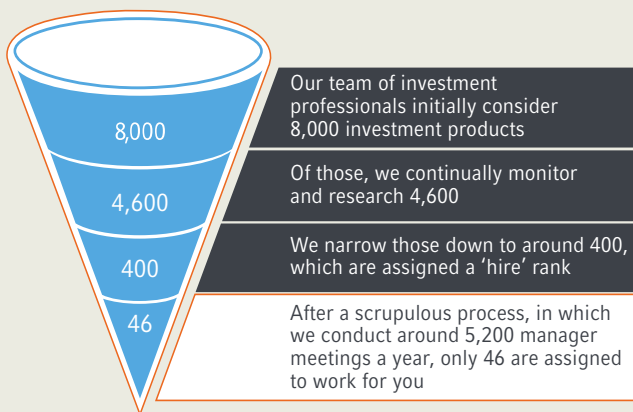 8,000
Our team of investment
professionals initially consider
8,000 investment products
4,600
Of those, we continually monitor
and research 4,600
400
We narrow those down to around 400,
which are assigned a ‘hire’ rank
46
After a scrupulous process, in which
we conduct around 5,200 manager
meetings a year, only 46 are assigned
to work for you